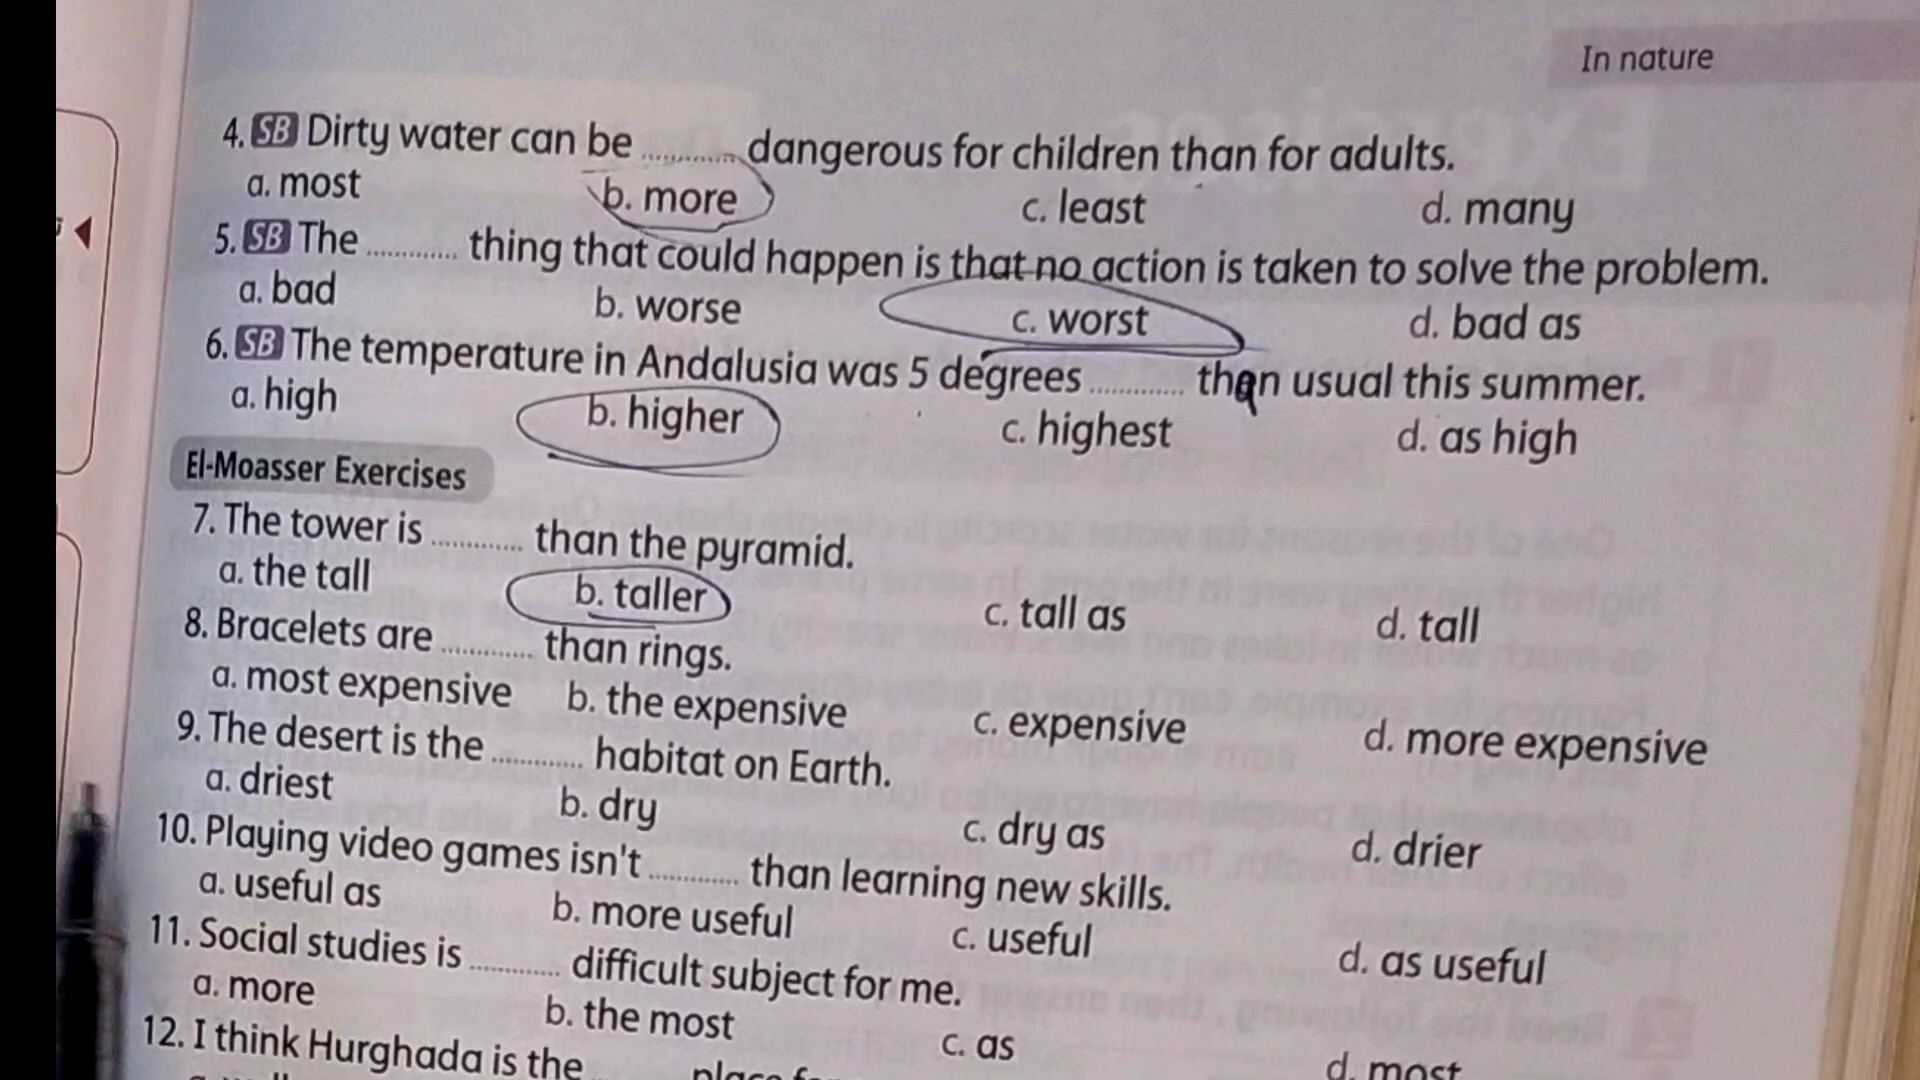 In nature
4. SB Dirty water can be ............ dangerous for children than for adults.
a. most b. more c. least d. many
5. SB The ............ thing that could happen is that no action is taken to solve the problem.
a. bad b. worse c. worst d. bad as
6. SB The temperature in Andalusia was 5 degrees ............ than usual this summer.
a. high b. higher c. highest d. as high
El-Moasser Exercises
7. The tower is ............ than the pyramid.
a. the tall b. taller c. tall as d. tall
8. Bracelets are ............ than rings.
a. most expensive b. the expensive c. expensive d. more expensive
9. The desert is the ............ habitat on Earth.
a. driest b. dry c. dry as d. drier
10. Playing video games isn't ............ than learning new skills.
a. useful as b. more useful c. useful d. as useful
11. Social studies is ............ difficult subject for me.
a. more b. the most c. as d. most
12. I think Hurghada is the place